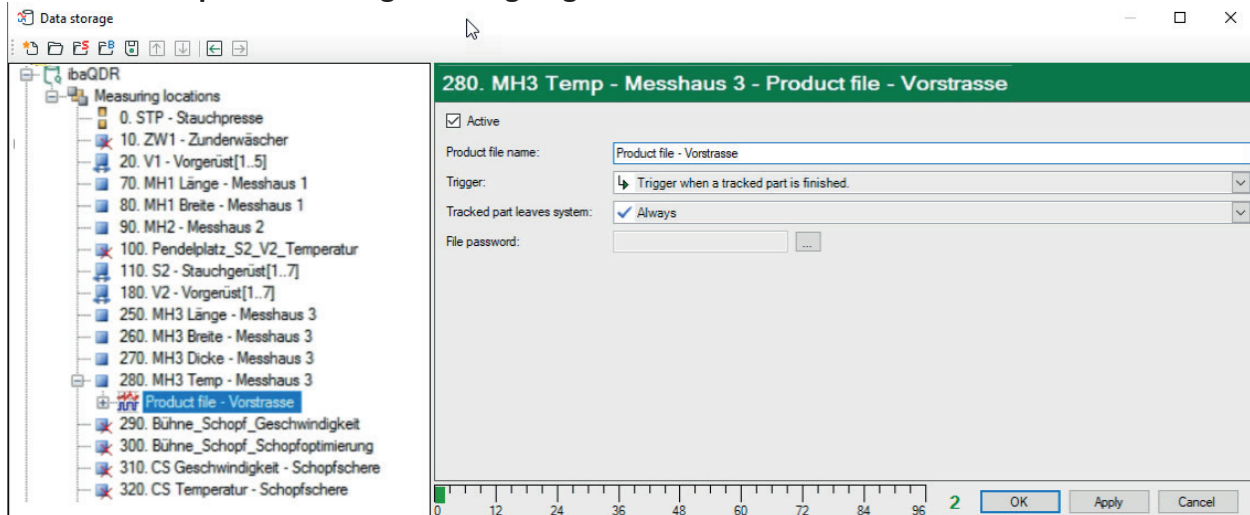 Data storage
ibaQDR
Measuring locations
0. STP - Stauchpresse
10. ZW1 - Zunderwäscher
20. V1 - Vorgerüst[1..5]
70. MH1 Länge - Messhaus 1
80. MH1 Breite - Messhaus 1
90. MH2 - Messhaus 2
100. Pendelplatz_S2_V2_Temperatur
110. S2 - Stauchgerüst[1..7]
180. V2 - Vorgerüst[1..7]
250. MH3 Länge - Messhaus 3
260. MH3 Breite - Messhaus 3
270. MH3 Dicke - Messhaus 3
280. MH3 Temp - Messhaus 3
Product file - Vorstrasse
290. Bühne_Schopf_Geschwindigkeit
300. Bühne_Schopf_Schopfoptimierung
310. CS Geschwindigkeit - Schopfschere
320. CS Temperatur - Schopfschere
280. MH3 Temp - Messhaus 3 - Product file - Vorstrasse
Active
Product file name: Product file - Vorstrasse
Trigger: Trigger when a tracked part is finished.
Tracked part leaves system: Always
File password: ...
0 12 24 36 48 60 72 84 96 2 OK Apply Cancel